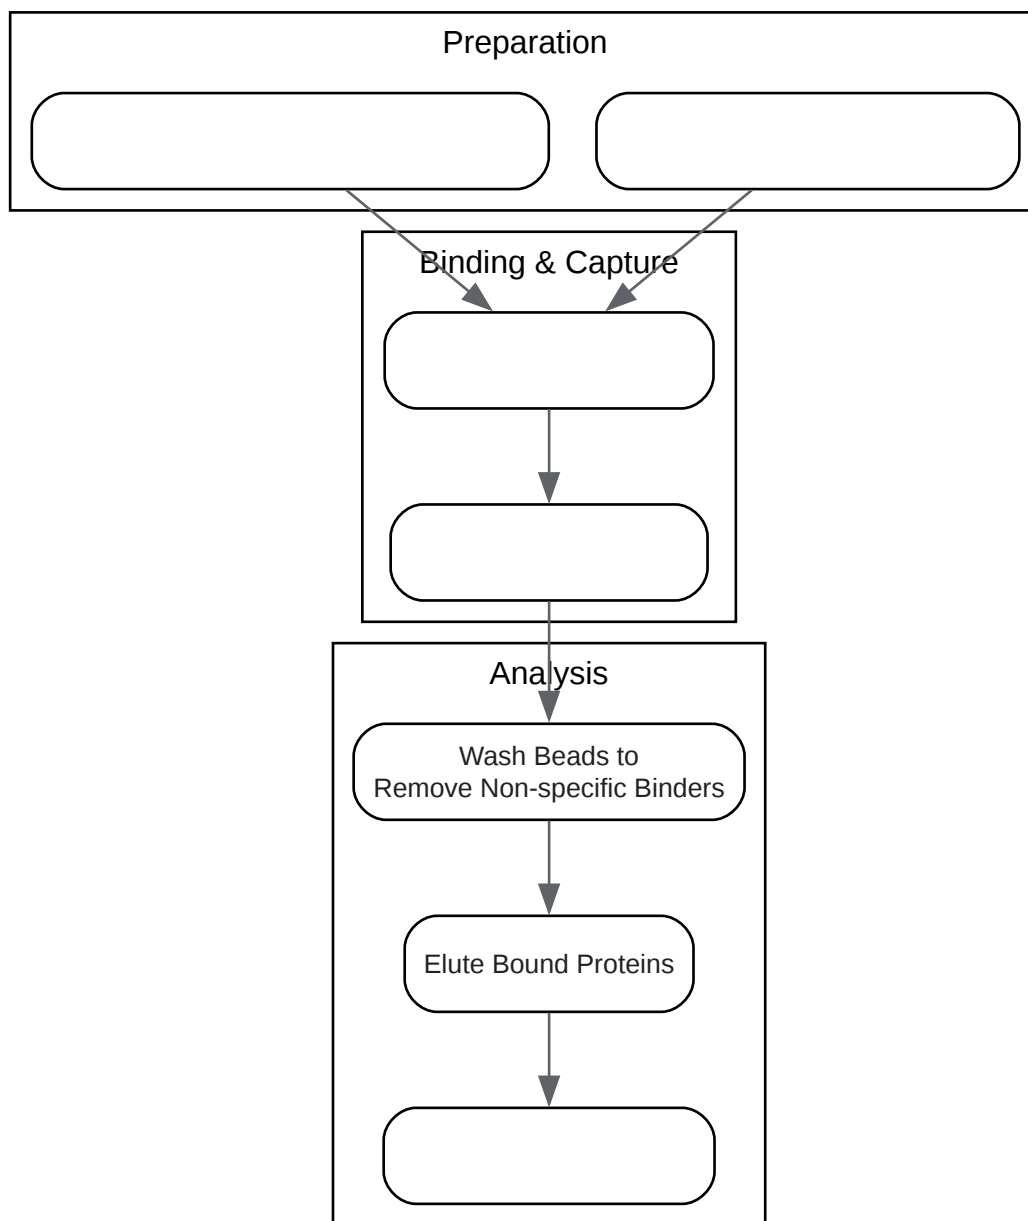 Preparation
Binding & Capture
Analysis
Wash Beads to
Remove Non-specific Binders
Elute Bound Proteins